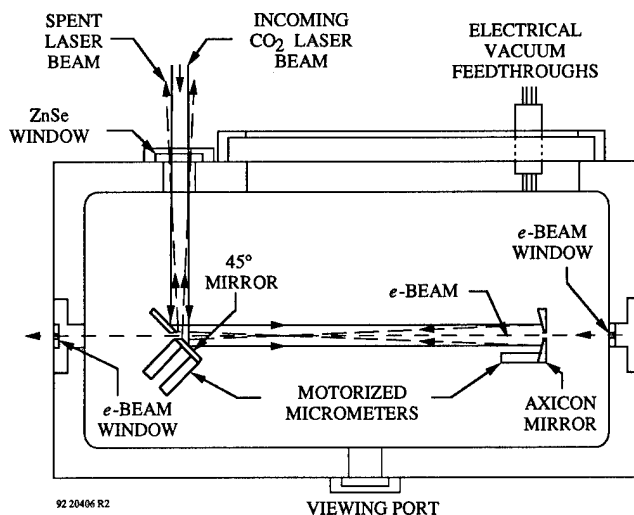 SPENT
LASER
BEAM
INCOMING
CO2 LASER
BEAM
ELECTRICAL
VACUUM
FEEDTHROUGHS
ZnSe
WINDOW
e-BEAM
WINDOW
45°
MIRROR
e-BEAM
e-BEAM
WINDOW
MOTORIZED
MICROMETERS
AXICON
MIRROR
92 20406 R2
VIEWING PORT